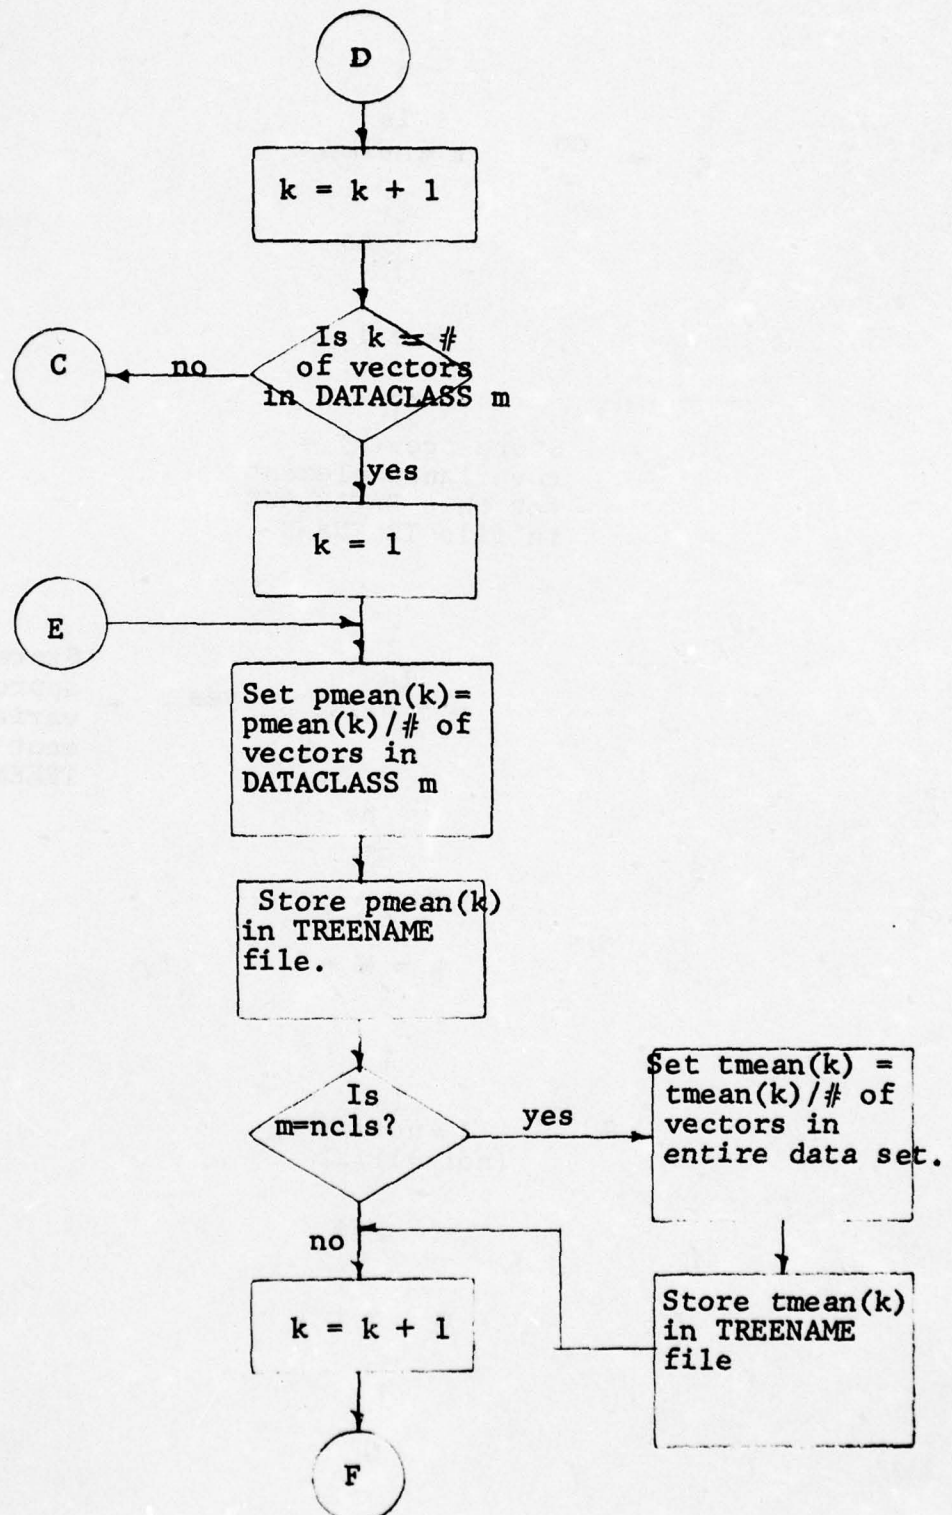 D
k = k + 1
Is k = #
of vectors
in DATACLASS m
no
C
yes
k = 1
E
Set pmean(k)=
pmean(k)/# of
vectors in
DATACLASS m
Store pmean(k)
in TREENAME
file.
Is
m=ncls?
yes
Set tmean(k) =
tmean(k)/# of
vectors in
entire data set.
no
k = k + 1
Store tmean(k)
in TREENAME
file
F